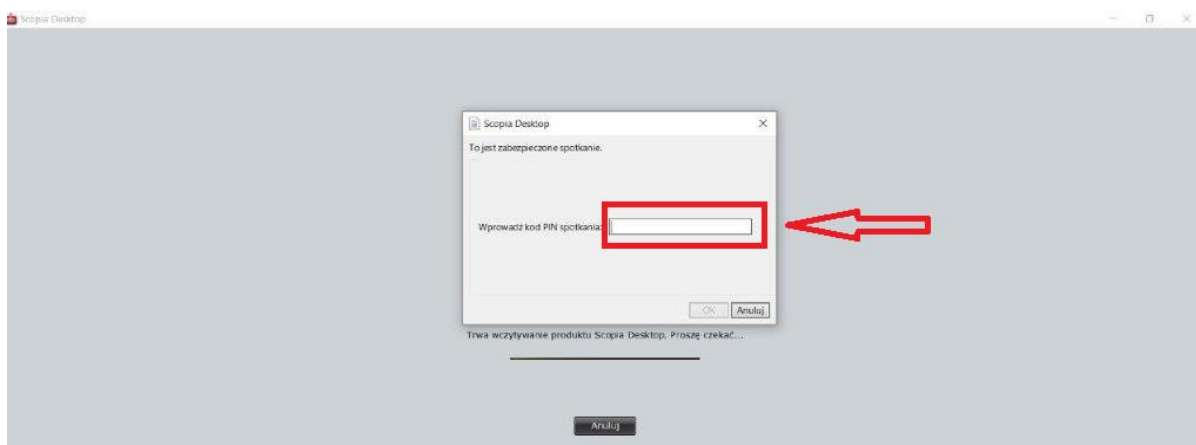 Scopia Desktop
Scopia Desktop
To jest zabezpieczone spotkanie.
Wprowadź kod PIN spotkania:
OK Anuluj
Trwa wczytywanie produktu Scopia Desktop. Proszę czekać...
Anuluj